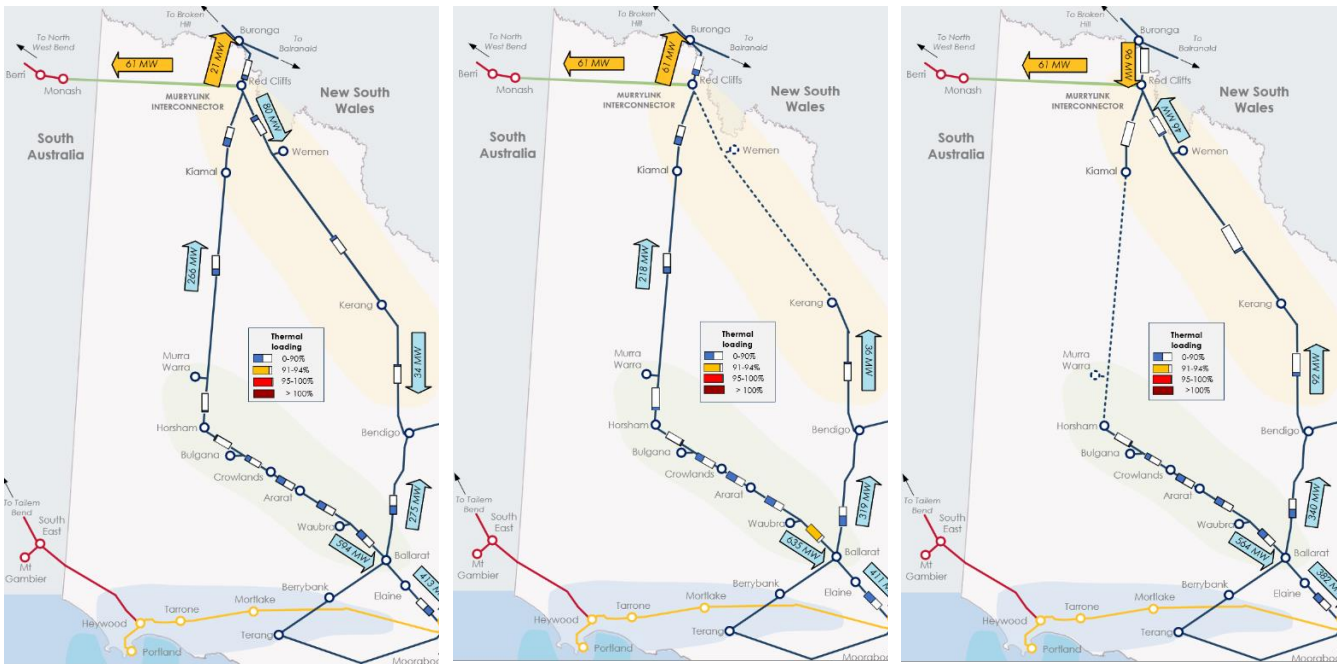 To Broken
Hill
Buronga
To North
West Bend
To
Balranald
61 MW
21 MW
Berri
Monash
Red Cliffs
MURRYLINK
INTERCONNECTOR
New South
Wales
80 MW
South
Australia
Wemen
Kiamal
266 MW
Kerang
Thermal
loading
0-90%
91-94%
95-100%
> 100%
34 MW
Murra
Warra
Horsham
Bulgana
Crowlands
Ararat
Bendigo
275 MW
Waubra
594 MW
To Tailem
Bend
South
East
Ballarat
Mt
Gambier
Elaine
413 M
Berrybank
Mortlake
Tarrone
Heywood
Terang
Portland
Moorabo
To Broken
Hill
Buronga
To North
West Bend
To
Balranald
61 MW
61 MW
Berri
Monash
Red Cliffs
MURRYLINK
INTERCONNECTOR
New South
Wales
South
Australia
Wemen
Kiamal
218 MW
Kerang
Thermal
loading
0-90%
91-94%
95-100%
> 100%
36 MW
Murra
Warra
Horsham
Bulgana
Crowlands
Ararat
Bendigo
319 MW
Waubra
635 MW
To Tailem
Bend
South
East
Ballarat
Mt
Gambier
Elaine
411 M
Berrybank
Mortlake
Tarrone
Heywood
Terang
Portland
Moorabo
To Broken
Hill
Buronga
To North
West Bend
To
Balranald
61 MW
96 MW
Berri
Monash
Red Cliffs
MURRYLINK
INTERCONNECTOR
New South
Wales
46 MW
South
Australia
Wemen
Kiamal
Kerang
Thermal
loading
0-90%
91-94%
95-100%
>100%
92 MW
Murra
Warra
Horsham
Bulgana
Crowlands
Ararat
Bendigo
340 MW
Waubra
564 MW
To Tailem
Bend
South
East
Ballarat
Mt
Gambier
Elaine
Berrybank
Mortlake
Tarrone
Heywood
Terang
Portland
Moorabo